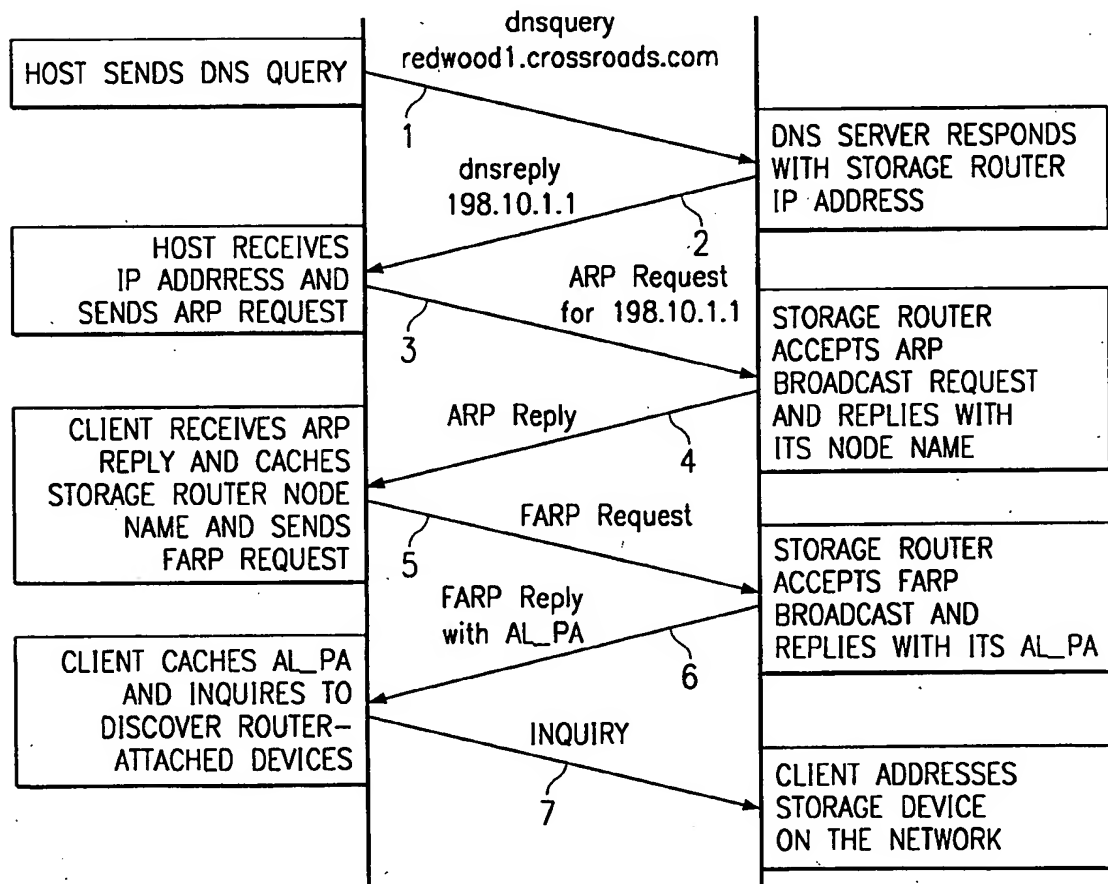 dnsquery
redwood1.crossroads.com
HOST SENDS DNS QUERY
1
DNS SERVER RESPONDS
WITH STORAGE ROUTER
IP ADDRESS
dnsreply
198.10.1.1
2
HOST RECEIVES
IP ADDRRESS AND
SENDS ARP REQUEST
ARP Request
for 198.10.1.1
3
STORAGE ROUTER
ACCEPTS ARP
BROADCAST REQUEST
AND REPLIES WITH
ITS NODE NAME
ARP Reply
4
CLIENT RECEIVES ARP
REPLY AND CACHES
STORAGE ROUTER NODE
NAME AND SENDS
FARP REQUEST
FARP Request
5
STORAGE ROUTER
ACCEPTS FARP
BROADCAST AND
REPLIES WITH ITS AL_PA
FARP Reply
with AL_PA
6
CLIENT CACHES AL_PA
AND INQUIRES TO
DISCOVER ROUTER–
ATTACHED DEVICES
INQUIRY
7
CLIENT ADDRESSES
STORAGE DEVICE
ON THE NETWORK